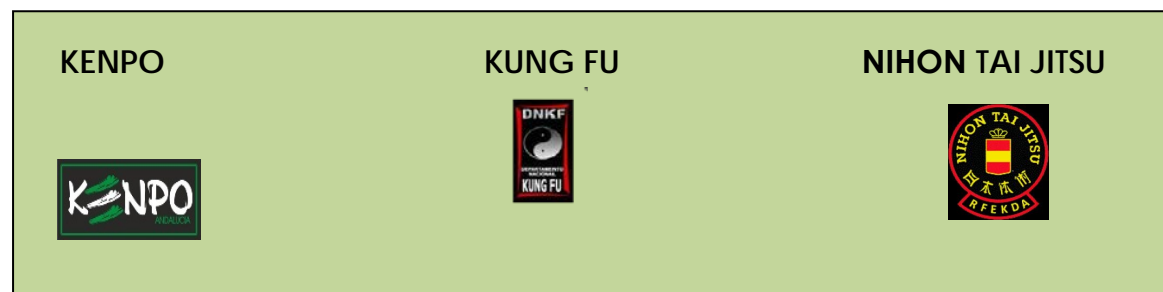 KENPO
KUNG FU
NIHON TAI JITSU
KENPO
ANDALUCIA
DNKF
DEPARTAMENTO
NACIONAL
KUNG FU
NIHON TAI JITSU
日本体術
RFEKDA